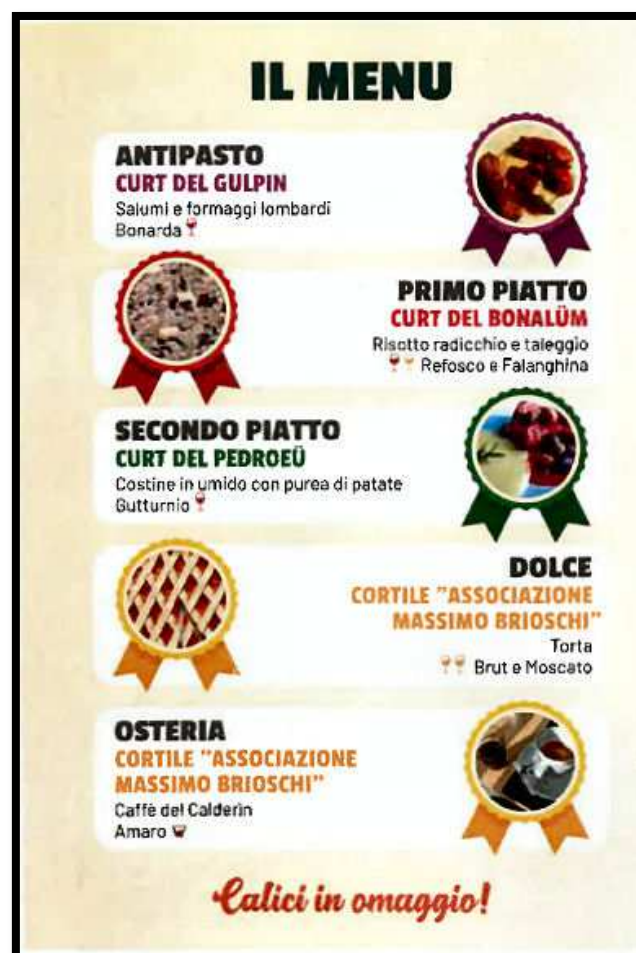 IL MENU
ANTIPASTO
CURT DEL GULPIN
Salumi e formaggi lombardi
Bonarda
PRIMO PIATTO
CURT DEL BONALÜM
Risotto radicchio e taleggio
Refosco e Falanghina
SECONDO PIATTO
CURT DEL PEDROEÜ
Costine in umido con purea di patate
Gutturnio
DOLCE
CORTILE "ASSOCIAZIONE
MASSIMO BRIOSCHI"
Torta
Brut e Moscato
OSTERIA
CORTILE "ASSOCIAZIONE
MASSIMO BRIOSCHI"
Caffè del Calderin
Amaro
Calici in omaggio!